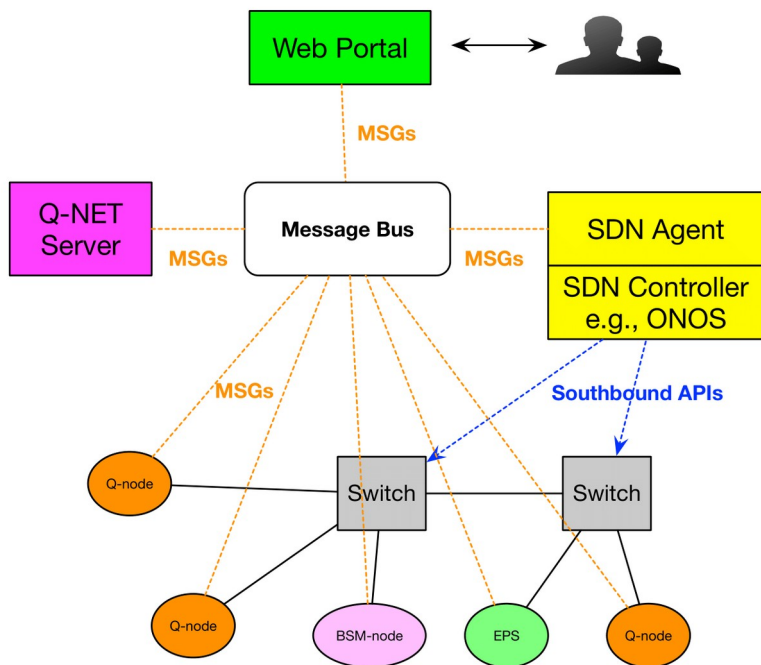 Web Portal
MSGs
Q-NET
Server
MSGs
Message Bus
MSGs
SDN Agent
SDN Controller
e.g., ONOS
MSGs
Southbound APIs
Q-node
Switch
Switch
Q-node
BSM-node
EPS
Q-node